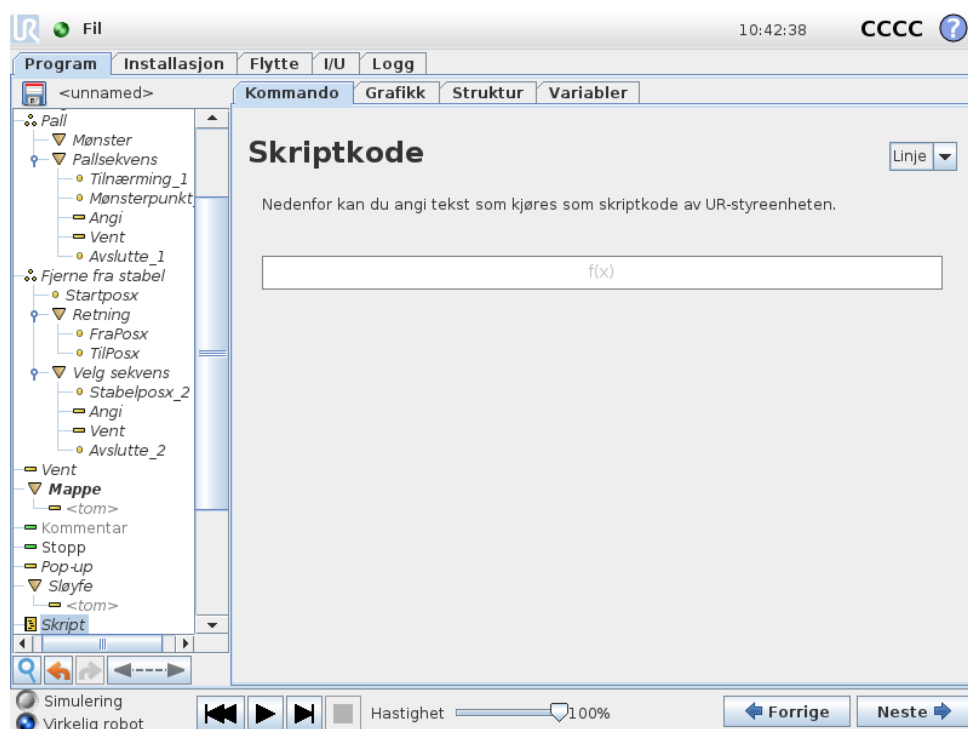 UR Fil 10:42:38 CCCC ?
Program Installasjon Flytte I/U Logg
<unnamed> Kommando Grafikk Struktur Variabler
Pall
Mønster
Pallsekvens
Tilnærming_1
Mønsterpunkt
Angi
Vent
Avslutte_1
Fjerne fra stabel
Startposx
Retning
FraPosx
TilPosx
Velg sekvens
Stabelposx_2
Angi
Vent
Avslutte_2
Vent
Mappe
<tom>
Kommentar
Stopp
Pop-up
Sløyfe
<tom>
Skript
Skriptkode
Linje
Nedenfor kan du angi tekst som kjøres som skriptkode av UR-styreenheten.
f(x)
Simulering
Virkelig robot
Hastighet 100% Forrige Neste